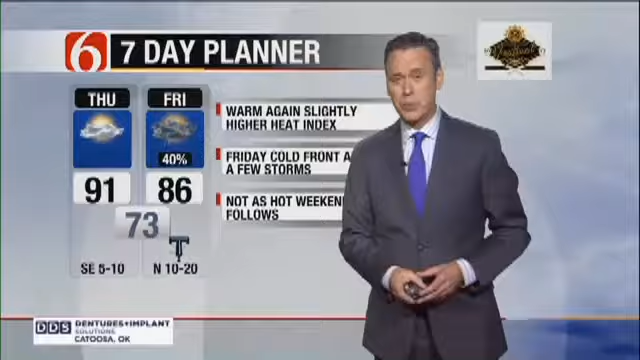 6 7 DAY PLANNER
THU FRI
40%
91 86
73
SE 5-10 N 10-20
WARM AGAIN SLIGHTLY
HIGHER HEAT INDEX
FRIDAY COLD FRONT A
A FEW STORMS
NOT AS HOT WEEKEN
FOLLOWS
DDS DENTURES+IMPLANT
SOLUTIONS
CATOOSA, OK